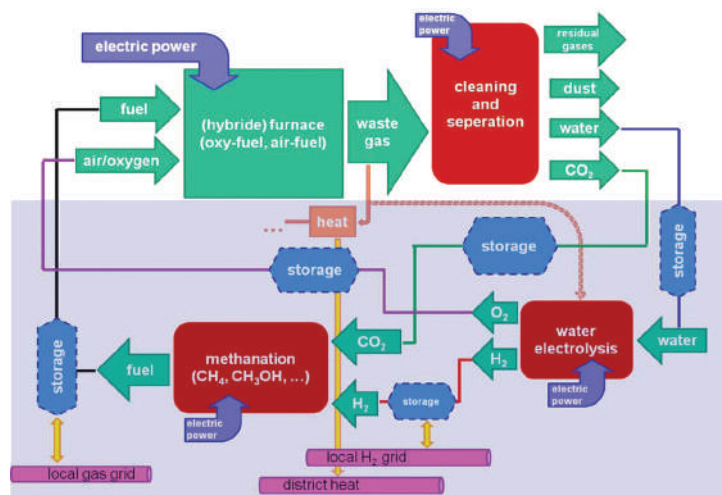 electric power
electric
power
residual
gases
fuel
(hybride) furnace
(oxy-fuel, air-fuel)
waste
gas
cleaning
and
seperation
dust
water
air/oxygen
CO₂
...
heat
storage
storage
storage
O₂
water
electrolysis
water
CO₂
H₂
storage
fuel
methanation
(CH₄, CH₃OH, ...)
H₂
storage
electric
power
electric
power
local H₂ grid
local gas grid
district heat